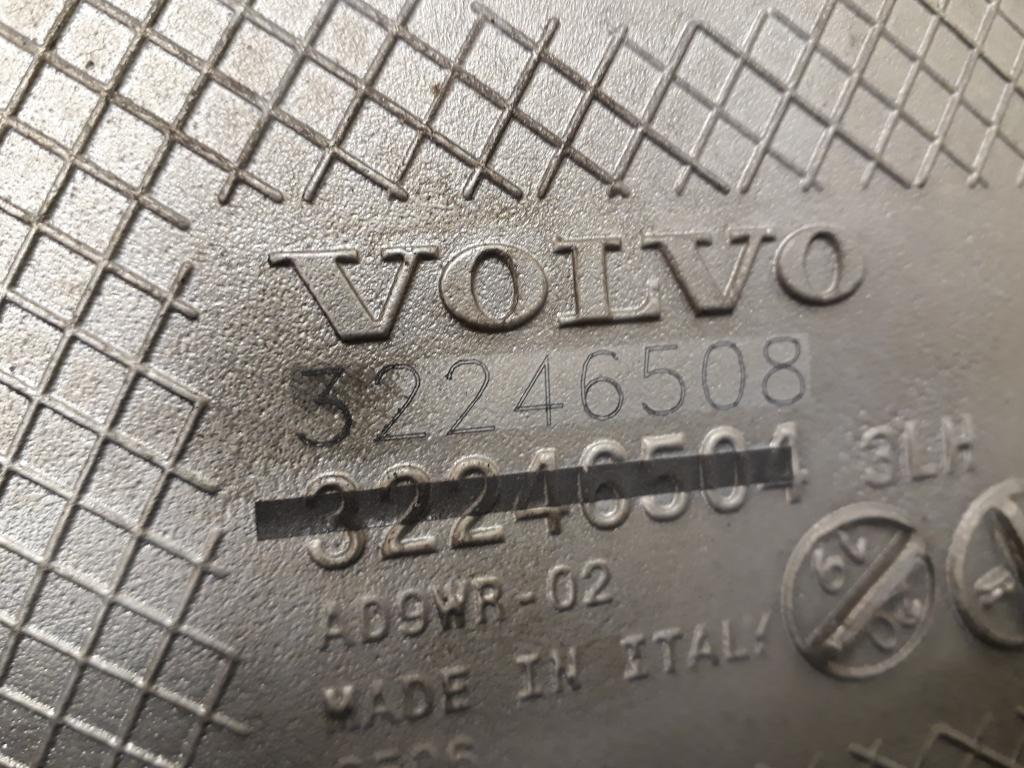 VOLVO
32246508
32246504 3LH
AD9WR-02
MADE IN ITALY